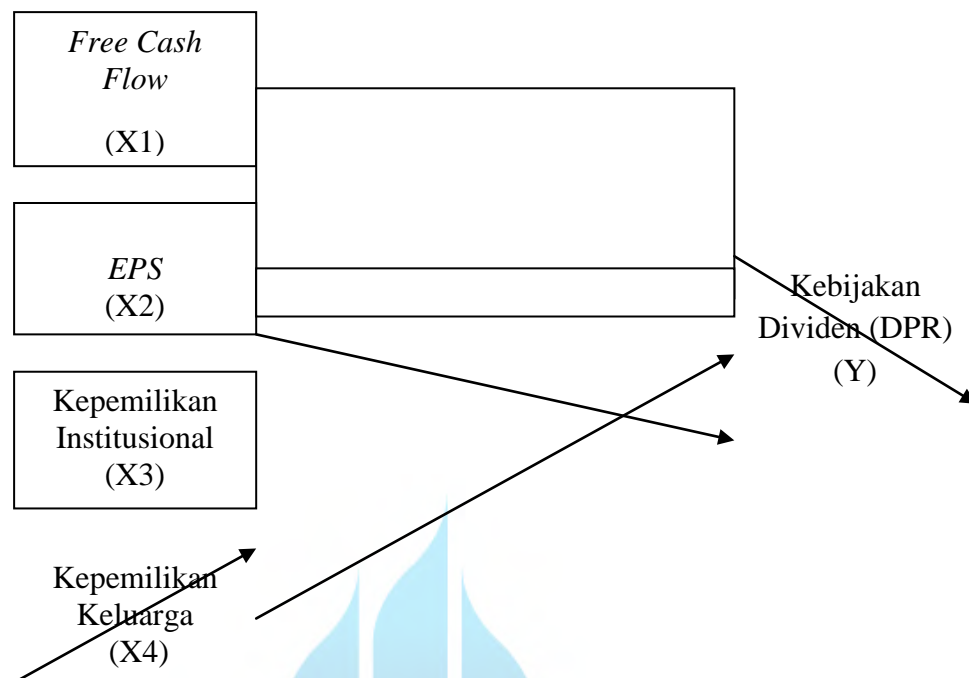 Free Cash
Flow
(X1)
EPS
(X2)
Kepemilikan
Institusional
(X3)
Kepemilikan
Keluarga
(X4)
Kebijakan
Dividen (DPR)
(Y)